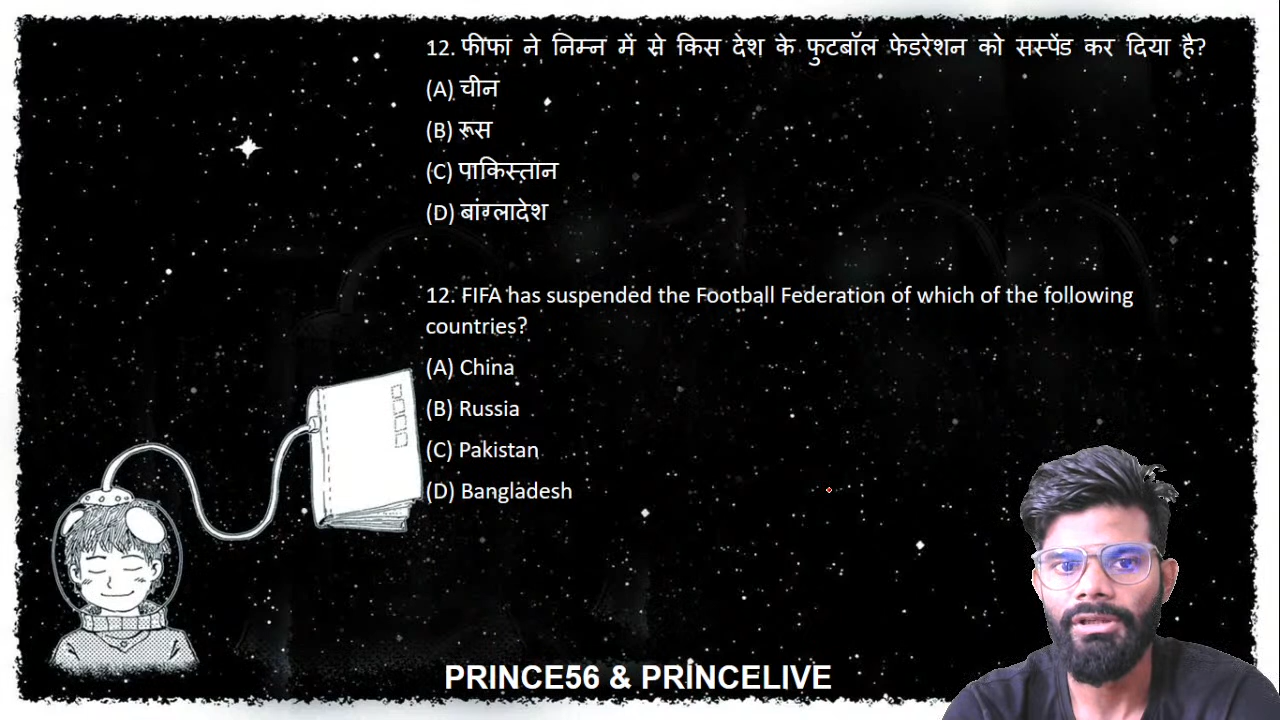 12. फीफा ने निम्न में से किस देश के फुटबॉल फेडरेशन को सस्पेंड कर दिया है?
(A) चीन
(B) रूस
(C) पाकिस्तान
(D) बांग्लादेश
12. FIFA has suspended the Football Federation of which of the following
countries?
(A) China
(B) Russia
(C) Pakistan
(D) Bangladesh
PRINCE56 & PRINCELIVE